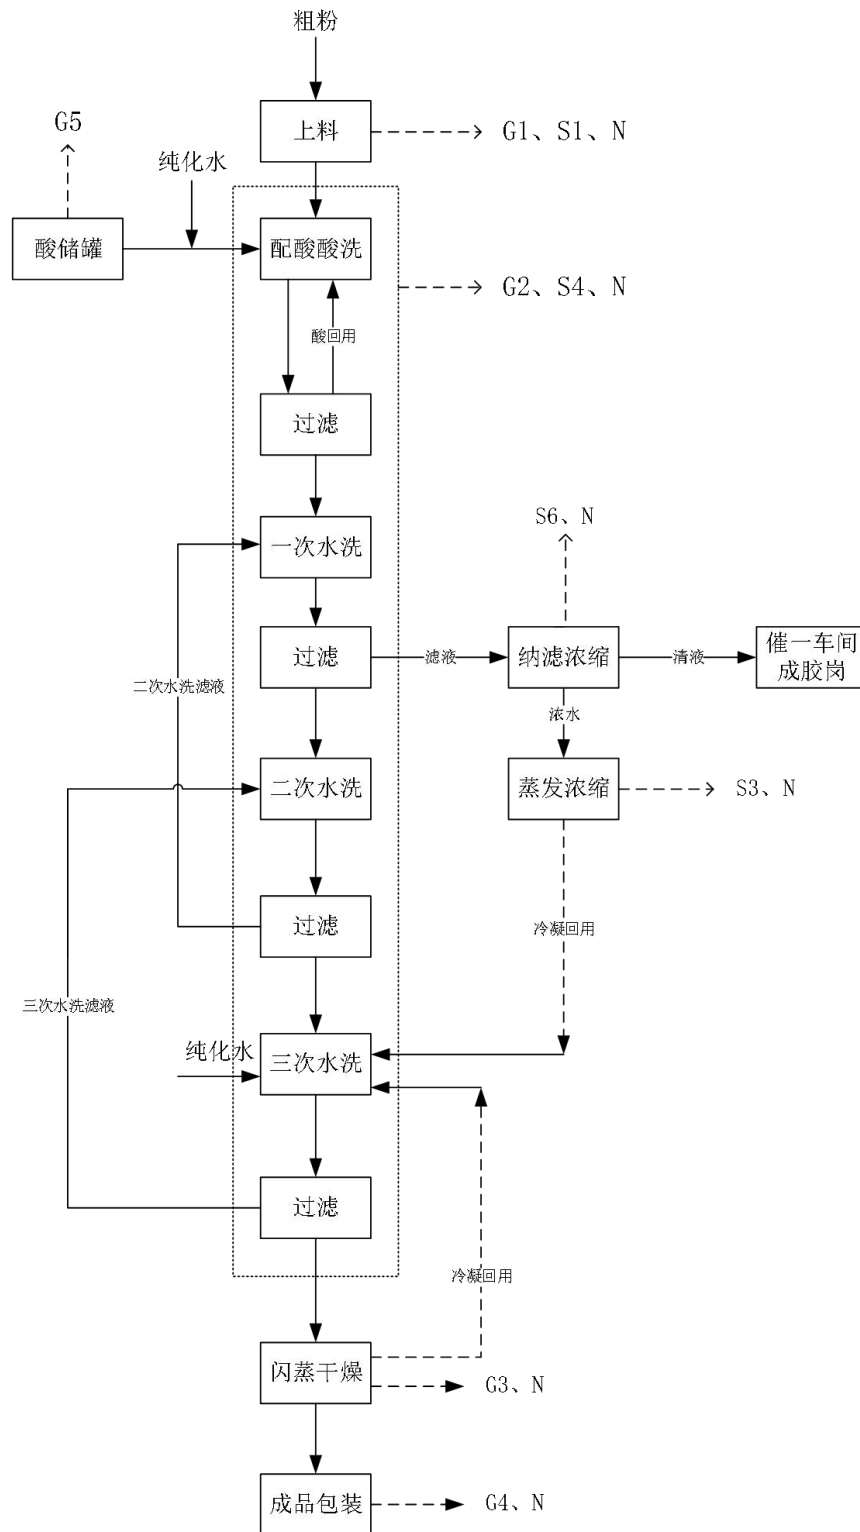 粗粉
上料
G1、S1、N
G5
纯化水
酸储罐
配酸酸洗
G2、S4、N
酸回用
过滤
一次水洗
S6、N
过滤
滤液
纳滤浓缩
清液
催一车间
成胶岗
二次水洗滤液
浓水
二次水洗
蒸发浓缩
S3、N
过滤
冷凝回用
三次水洗滤液
纯化水
三次水洗
过滤
冷凝回用
闪蒸干燥
G3、N
成品包装
G4、N